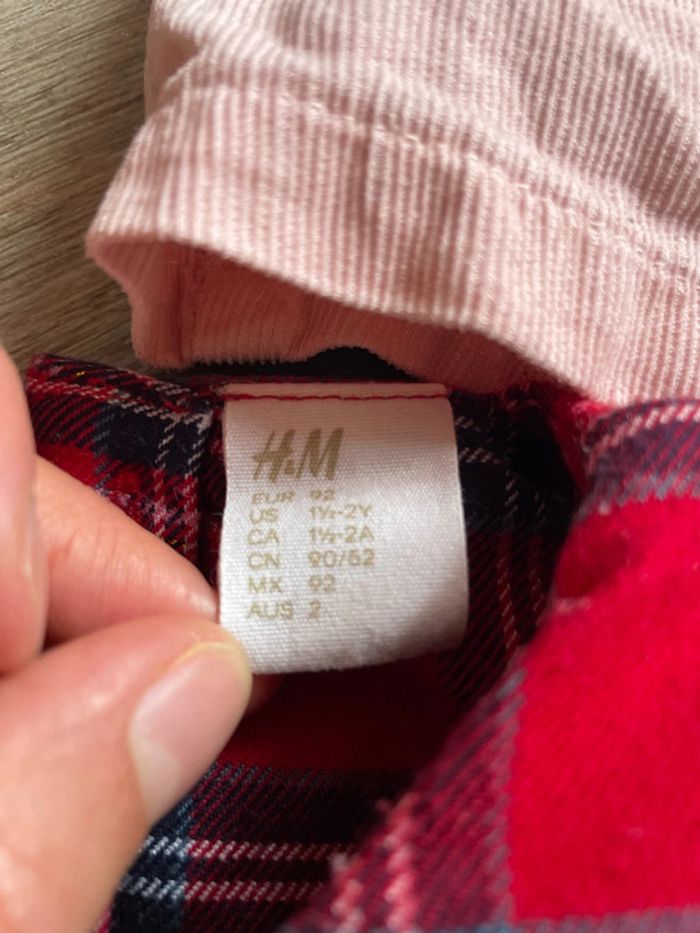 H&M
EUR 92
US 1½-2Y
CA 1½-2A
CN 90/52
MX 92
AUS 2